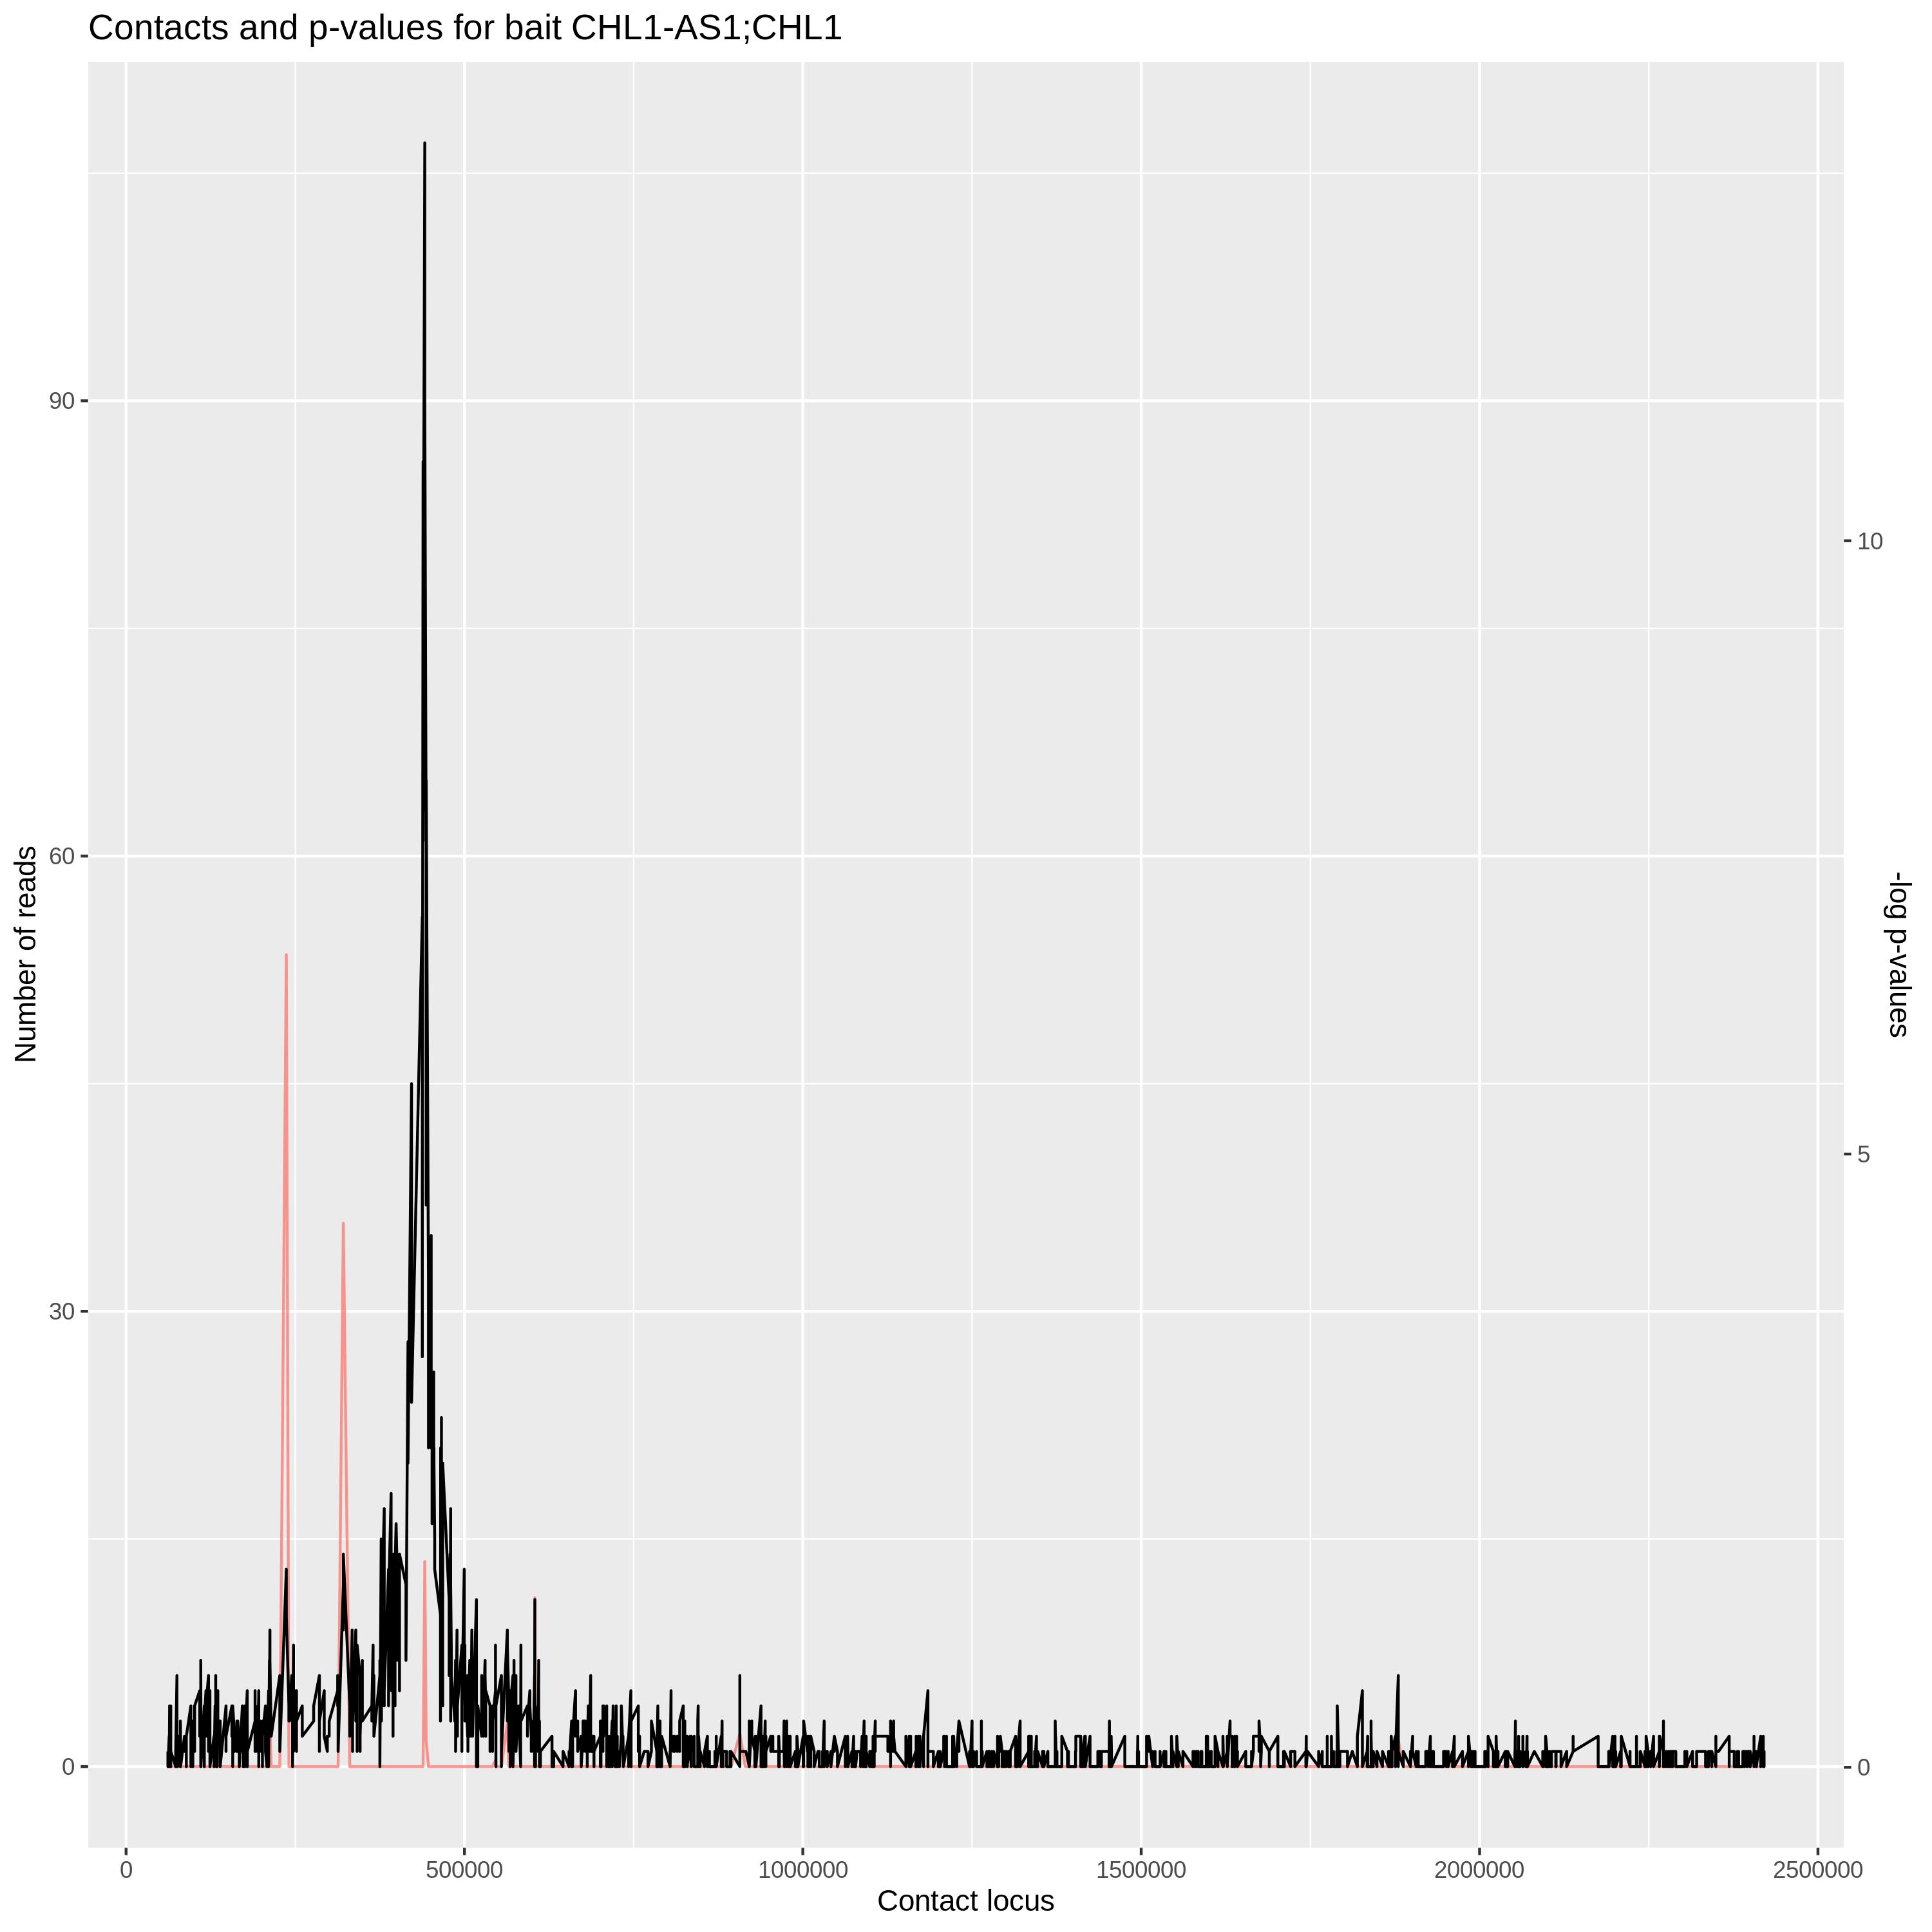 Contacts and p-values for bait CHL1-AS1;CHL1
90
60
30
0
10
5
0
Number of reads
-log p-values
0 500000 1000000 1500000 2000000 2500000
Contact locus